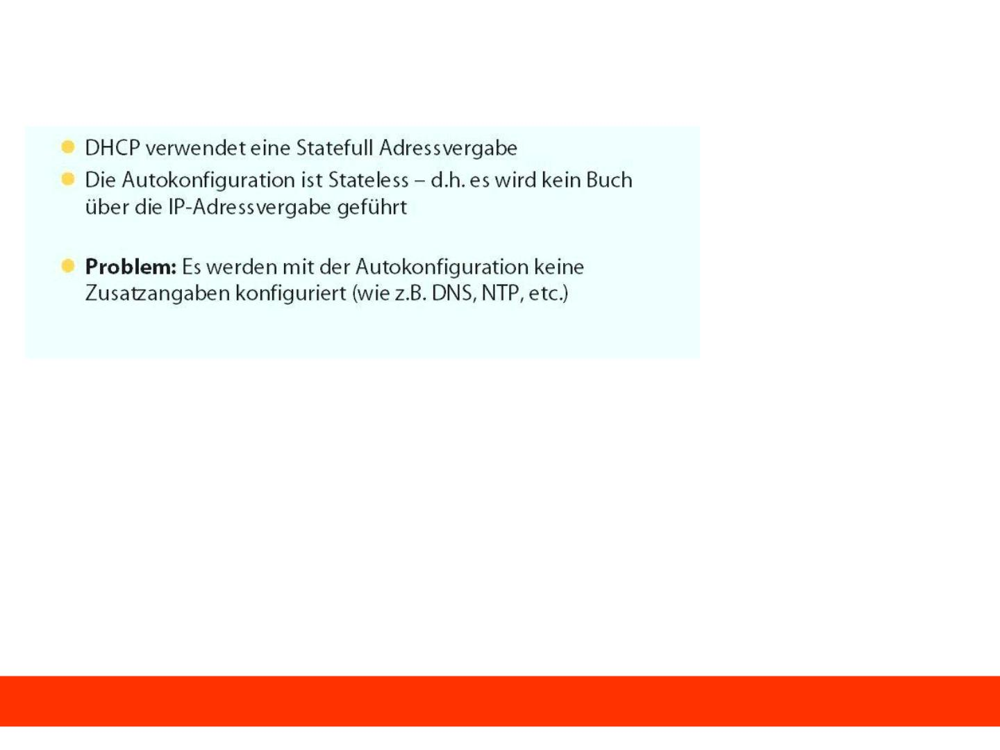 DHCP verwendet eine Statefull Adressvergabe
Die Autokonfiguration ist Stateless – d.h. es wird kein Buch
über die IP-Adressvergabe geführt
Problem: Es werden mit der Autokonfiguration keine
Zusatzangaben konfiguriert (wie z.B. DNS, NTP, etc.)